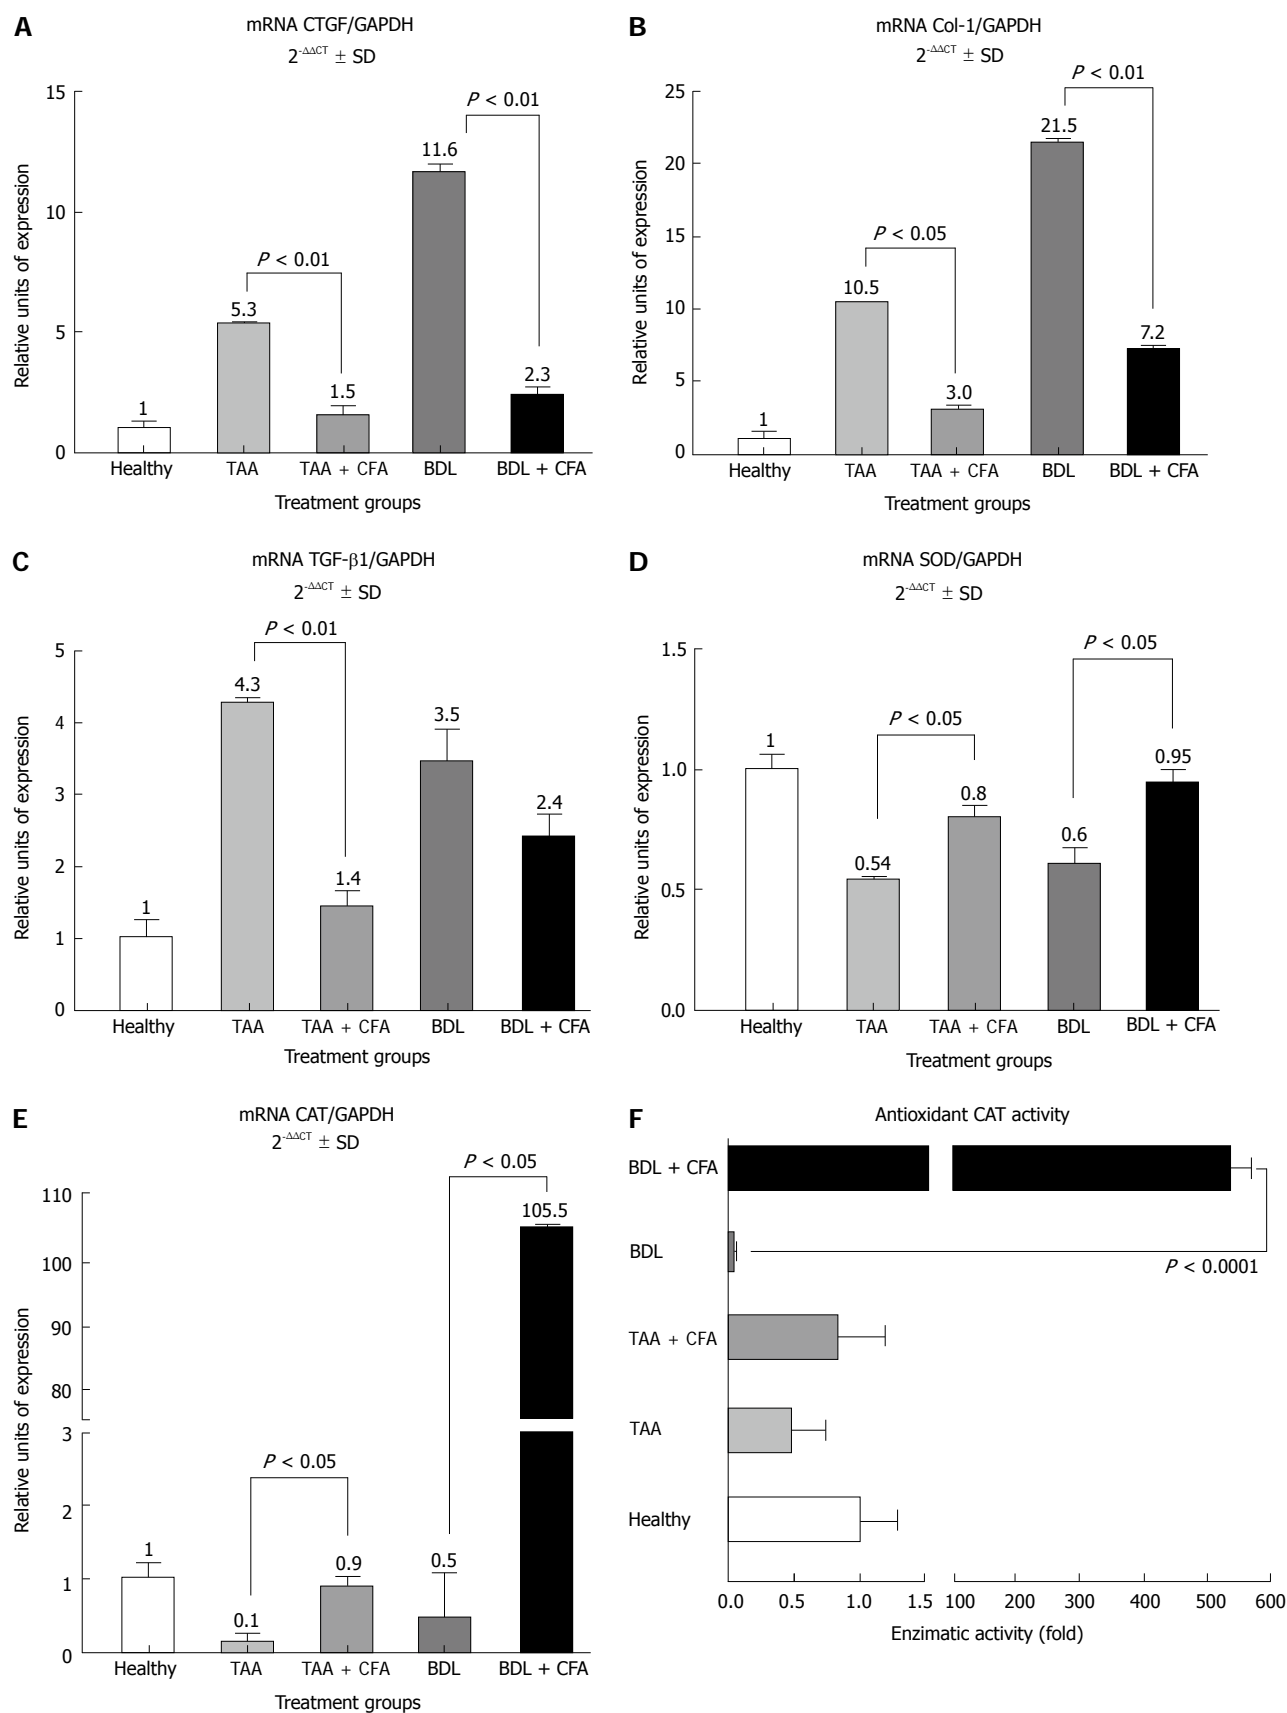 A
mRNA CTGF/GAPDH
2-ΔΔCT ± SD
Relative units of expression
15
10
5
0
1
5.3
1.5
11.6
2.3
P < 0.01
P < 0.01
Healthy TAA TAA + CFA BDL BDL + CFA
Treatment groups
B
mRNA Col-1/GAPDH
2-ΔΔCT ± SD
Relative units of expression
25
20
15
10
5
0
1
10.5
3.0
21.5
7.2
P < 0.05
P < 0.01
Healthy TAA TAA + CFA BDL BDL + CFA
Treatment groups
C
mRNA TGF-β1/GAPDH
2-ΔΔCT ± SD
Relative units of expression
5
4
3
2
1
0
1
4.3
1.4
3.5
2.4
P < 0.01
Healthy TAA TAA + CFA BDL BDL + CFA
Treatment groups
D
mRNA SOD/GAPDH
2-ΔΔCT ± SD
Relative units of expression
1.5
1.0
0.5
0.0
1
0.54
0.8
0.6
0.95
P < 0.05
P < 0.05
Healthy TAA TAA + CFA BDL BDL + CFA
Treatment groups
E
mRNA CAT/GAPDH
2-ΔΔCT ± SD
Relative units of expression
110
100
90
80
3
2
1
0
1
0.1
0.9
0.5
105.5
P < 0.05
P < 0.05
Healthy TAA TAA + CFA BDL BDL + CFA
Treatment groups
F
Antioxidant CAT activity
BDL + CFA
BDL
P < 0.0001
TAA + CFA
TAA
Healthy
0.0 0.5 1.0 1.5 100 200 300 400 500 600
Enzimatic activity (fold)